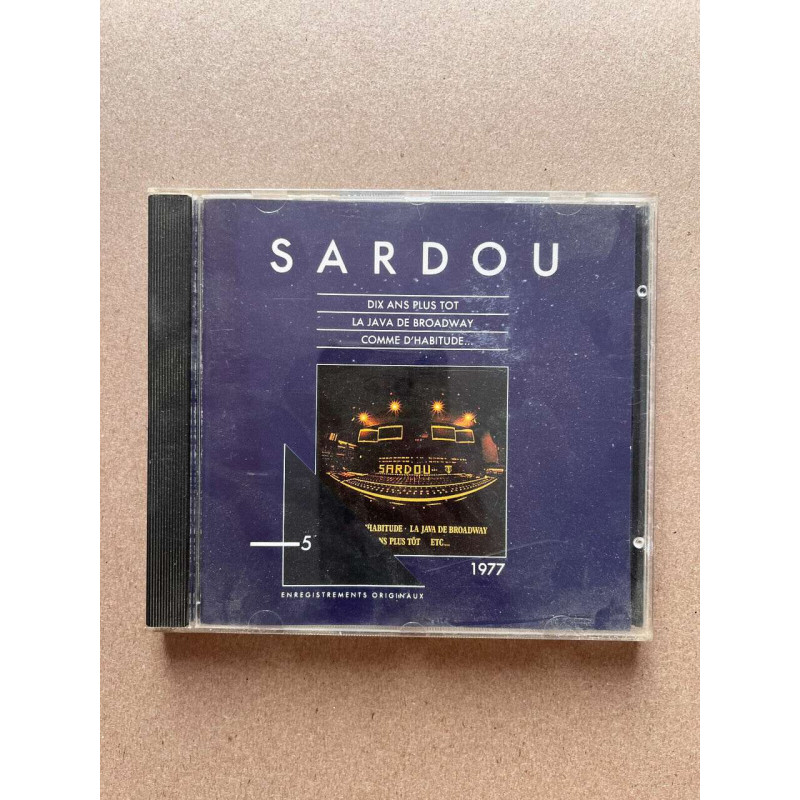 SARDOU
DIX ANS PLUS TOT
LA JAVA DE BROADWAY
COMME D'HABITUDE...
SARDOU
'HABITUDE · LA JAVA DE BROADWAY
NS PLUS TÔT ETC...
5
1977
ENREGISTREMENTS ORIGINAUX